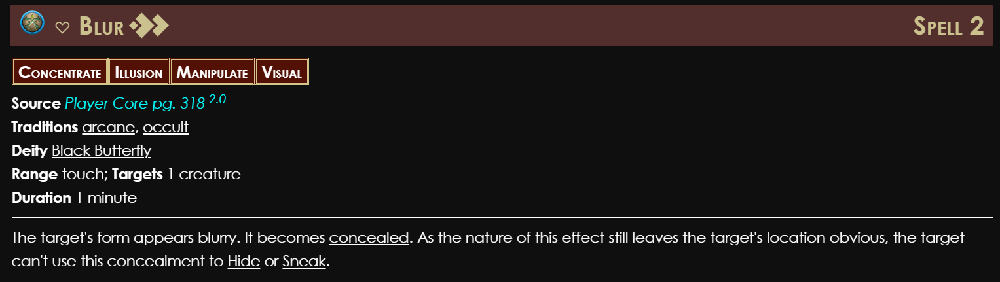 Blur Spell 2
Concentrate Illusion Manipulate Visual
Source Player Core pg. 318 2.0
Traditions arcane, occult
Deity Black Butterfly
Range touch; Targets 1 creature
Duration 1 minute
The target's form appears blurry. It becomes concealed. As the nature of this effect still leaves the target's location obvious, the target
can't use this concealment to Hide or Sneak.